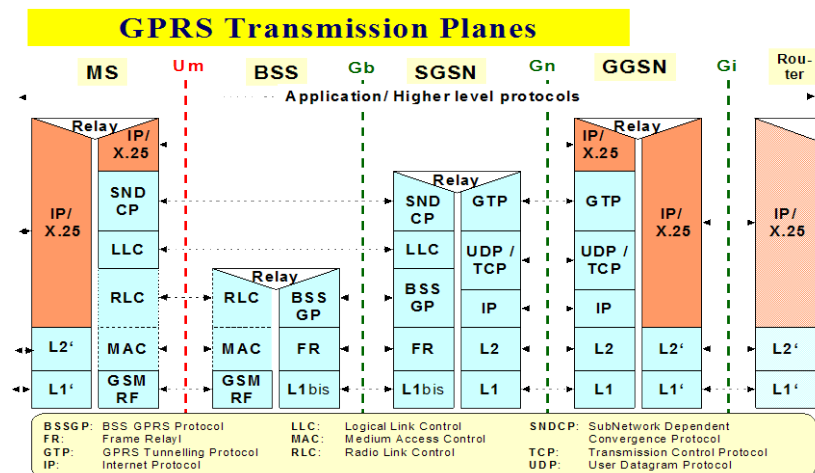 GPRS Transmission Planes
MS Um BSS Gb SGSN Gn GGSN Gi Rou-
ter
Application/ Higher level protocols
Relay Relay
IP/ IP/
X.25 X.25
Relay
SND SND GTP GTP
CP CP
IP/ IP/ IP/
X.25 X.25 X.25
LLC LLC UDP / UDP /
TCP TCP
Relay
RLC RLC BSS BSS
GP GP
IP IP
L2‘ MAC MAC FR FR L2 L2 L2‘ L2‘
L1‘ GSM GSM L1bis L1bis L1 L1 L1‘ L1‘
RF RF
BSSGP: BSS GPRS Protocol LLC: Logical Link Control SNDCP: SubNetwork Dependent
FR: Frame Relayl MAC: Medium Access Control Convergence Protocol
GTP: GPRS Tunnelling Protocol RLC: Radio Link Control TCP: Transmission Control Protocol
IP: Internet Protocol UDP: User Datagram Protocol